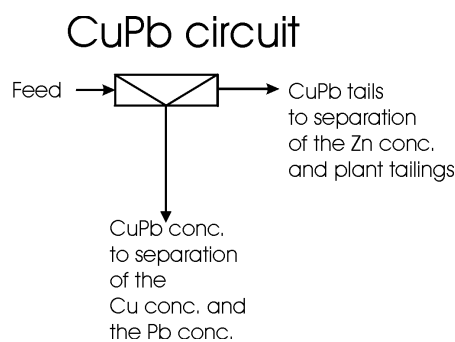 CuPb circuit
Feed
CuPb tails
to separation
of the Zn conc.
and plant tailings
CuPb conc.
to separation
of the
Cu conc. and
the Pb conc.